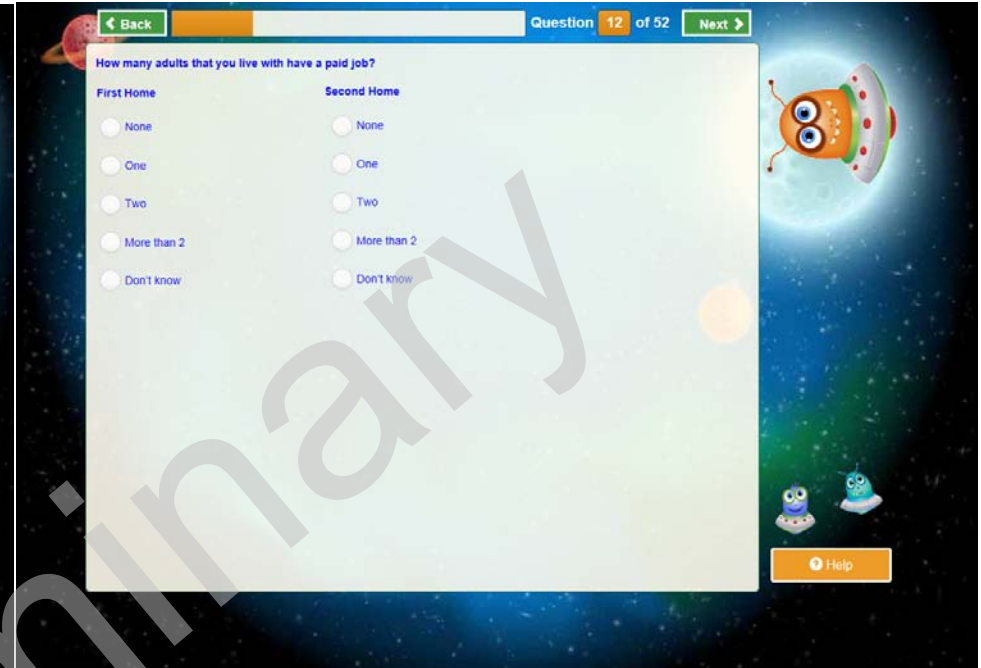 Back
Question 12 of 52
Next
How many adults that you live with have a paid job?
First Home
None
One
Two
More than 2
Don't know
Second Home
None
One
Two
More than 2
Don't know
Help
inary